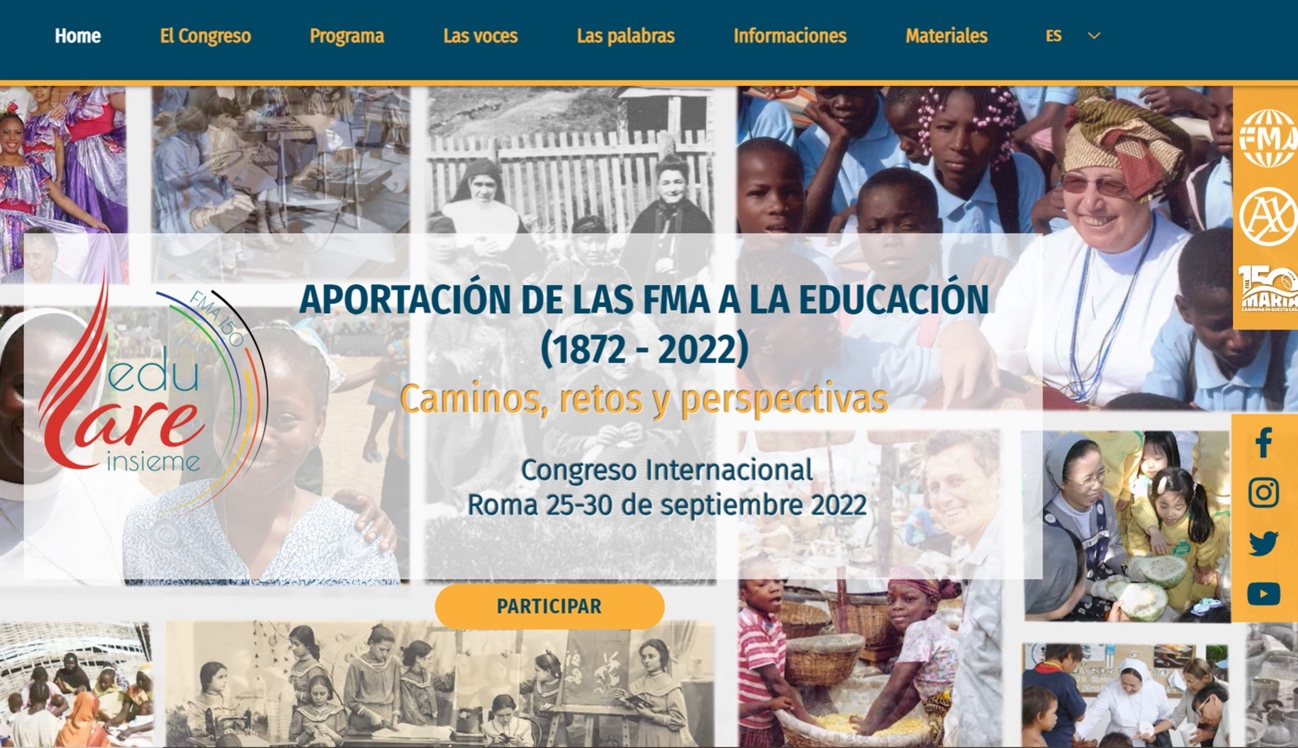 Home El Congreso Programa Las voces Las palabras Informaciones Materiales ES
FMA
150
MARIA
FMA 150
edu
Care
insieme
APORTACIÓN DE LAS FMA A LA EDUCACIÓN
(1872 - 2022)
Caminos, retos y perspectivas
Congreso Internacional
Roma 25-30 de septiembre 2022
PARTICIPAR